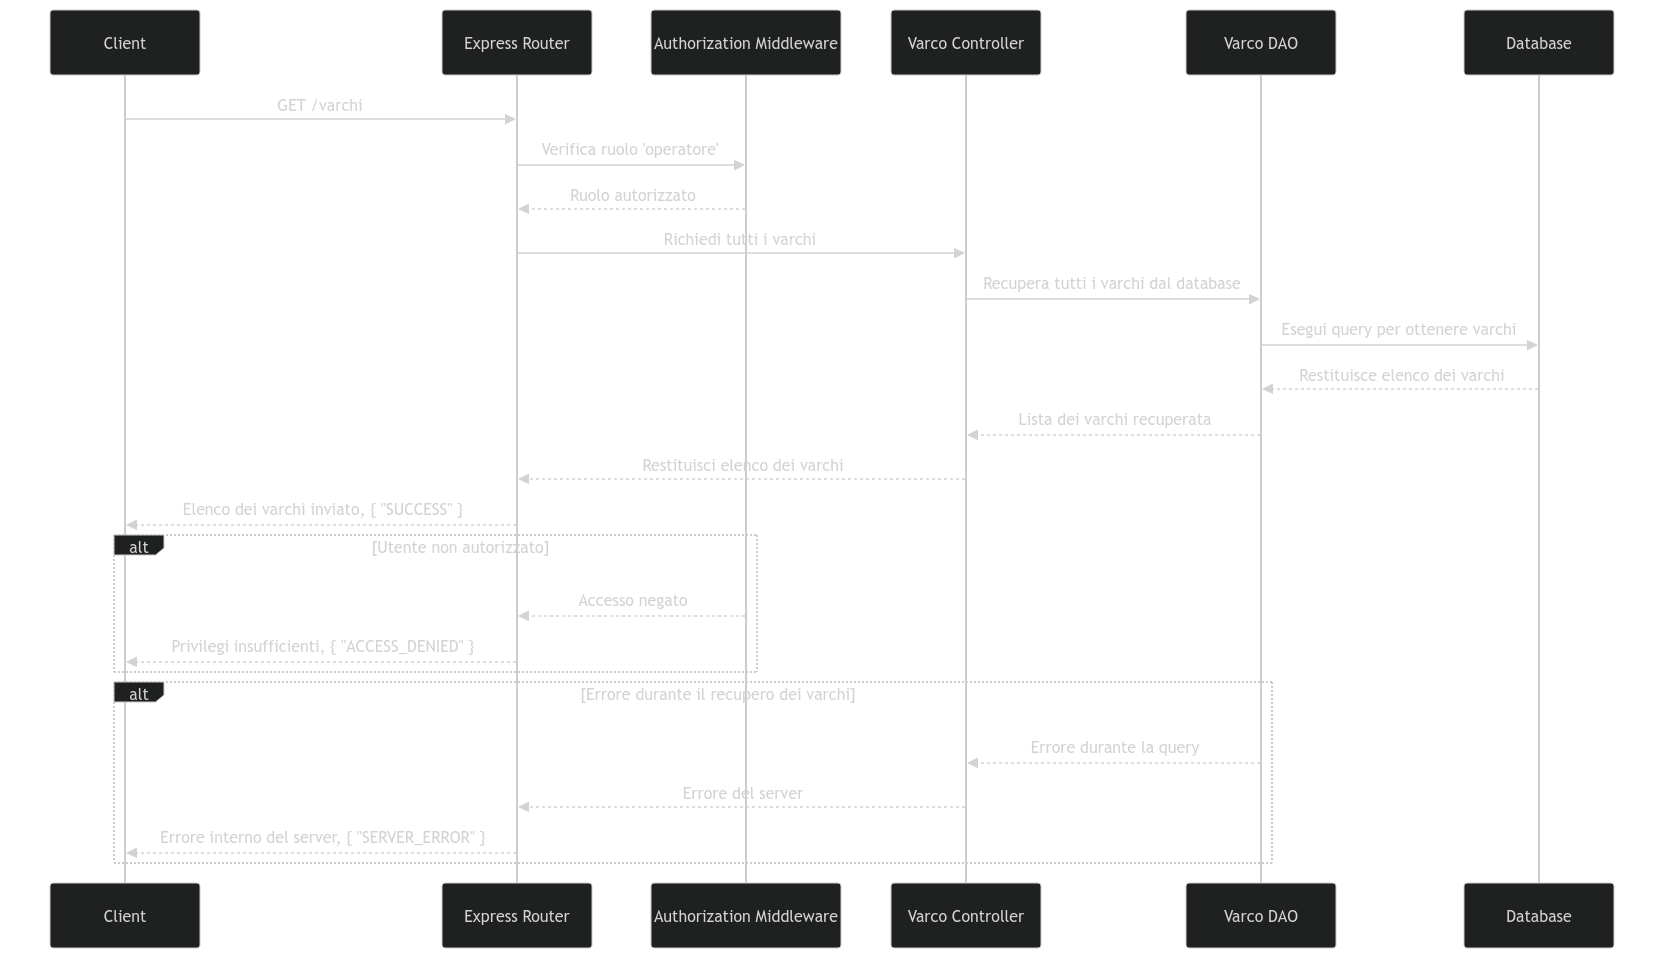 Client
Express Router
Authorization Middleware
Varco Controller
Varco DAO
Database
GET /varchi
Verifica ruolo 'operatore'
Ruolo autorizzato
Richiedi tutti i varchi
Recupera tutti i varchi dal database
Esegui query per ottenere varchi
Restituisce elenco dei varchi
Lista dei varchi recuperata
Restituisci elenco dei varchi
Elenco dei varchi inviato, { "SUCCESS" }
alt
[Utente non autorizzato]
Accesso negato
Privilegi insufficienti, { "ACCESS_DENIED" }
alt
[Errore durante il recupero dei varchi]
Errore durante la query
Errore del server
Errore interno del server, { "SERVER_ERROR" }
Client
Express Router
Authorization Middleware
Varco Controller
Varco DAO
Database